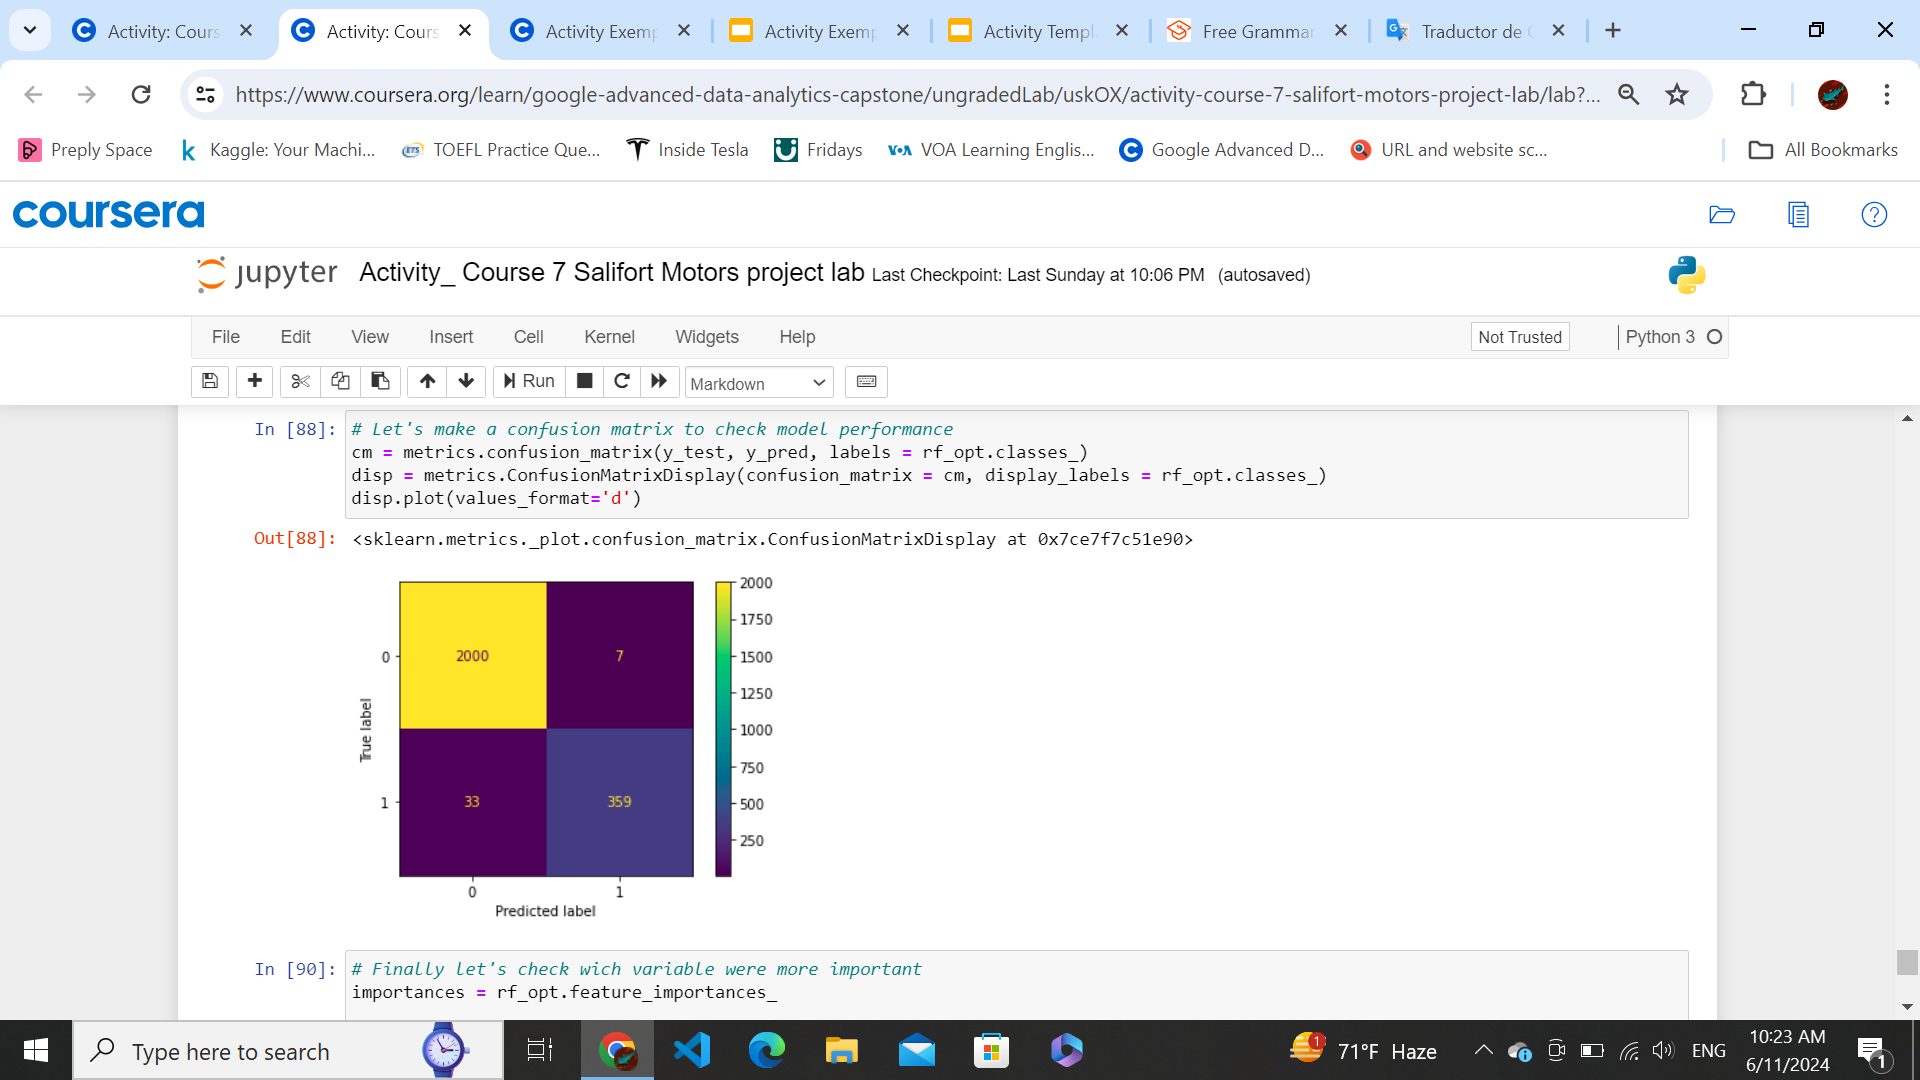 Activity: Cours
Activity: Cours
Activity Exemp
Activity Exemp
Activity Templ
Free Grammar
Traductor de G
https://www.coursera.org/learn/google-advanced-data-analytics-capstone/ungradedLab/uskOX/activity-course-7-salifort-motors-project-lab/lab?...
Preply Space
Kaggle: Your Machi...
TOEFL Practice Que...
Inside Tesla
Fridays
VOA Learning Englis...
Google Advanced D...
URL and website sc...
All Bookmarks
coursera
jupyter Activity_ Course 7 Salifort Motors project lab Last Checkpoint: Last Sunday at 10:06 PM (autosaved)
File Edit View Insert Cell Kernel Widgets Help Not Trusted Python 3
Run Markdown
In [88]: # Let's make a confusion matrix to check model performance
cm = metrics.confusion_matrix(y_test, y_pred, labels = rf_opt.classes_)
disp = metrics.ConfusionMatrixDisplay(confusion_matrix = cm, display_labels = rf_opt.classes_)
disp.plot(values_format='d')
Out[88]: <sklearn.metrics._plot.confusion_matrix.ConfusionMatrixDisplay at 0x7ce7f7c51e90>
2000
1750
1500
1250
1000
750
500
250
0 2000 7
True label
1 33 359
0 1
Predicted label
In [90]: # Finally let's check wich variable were more important
importances = rf_opt.feature_importances_
Type here to search
1
71°F Haze
ENG
10:23 AM
6/11/2024
1